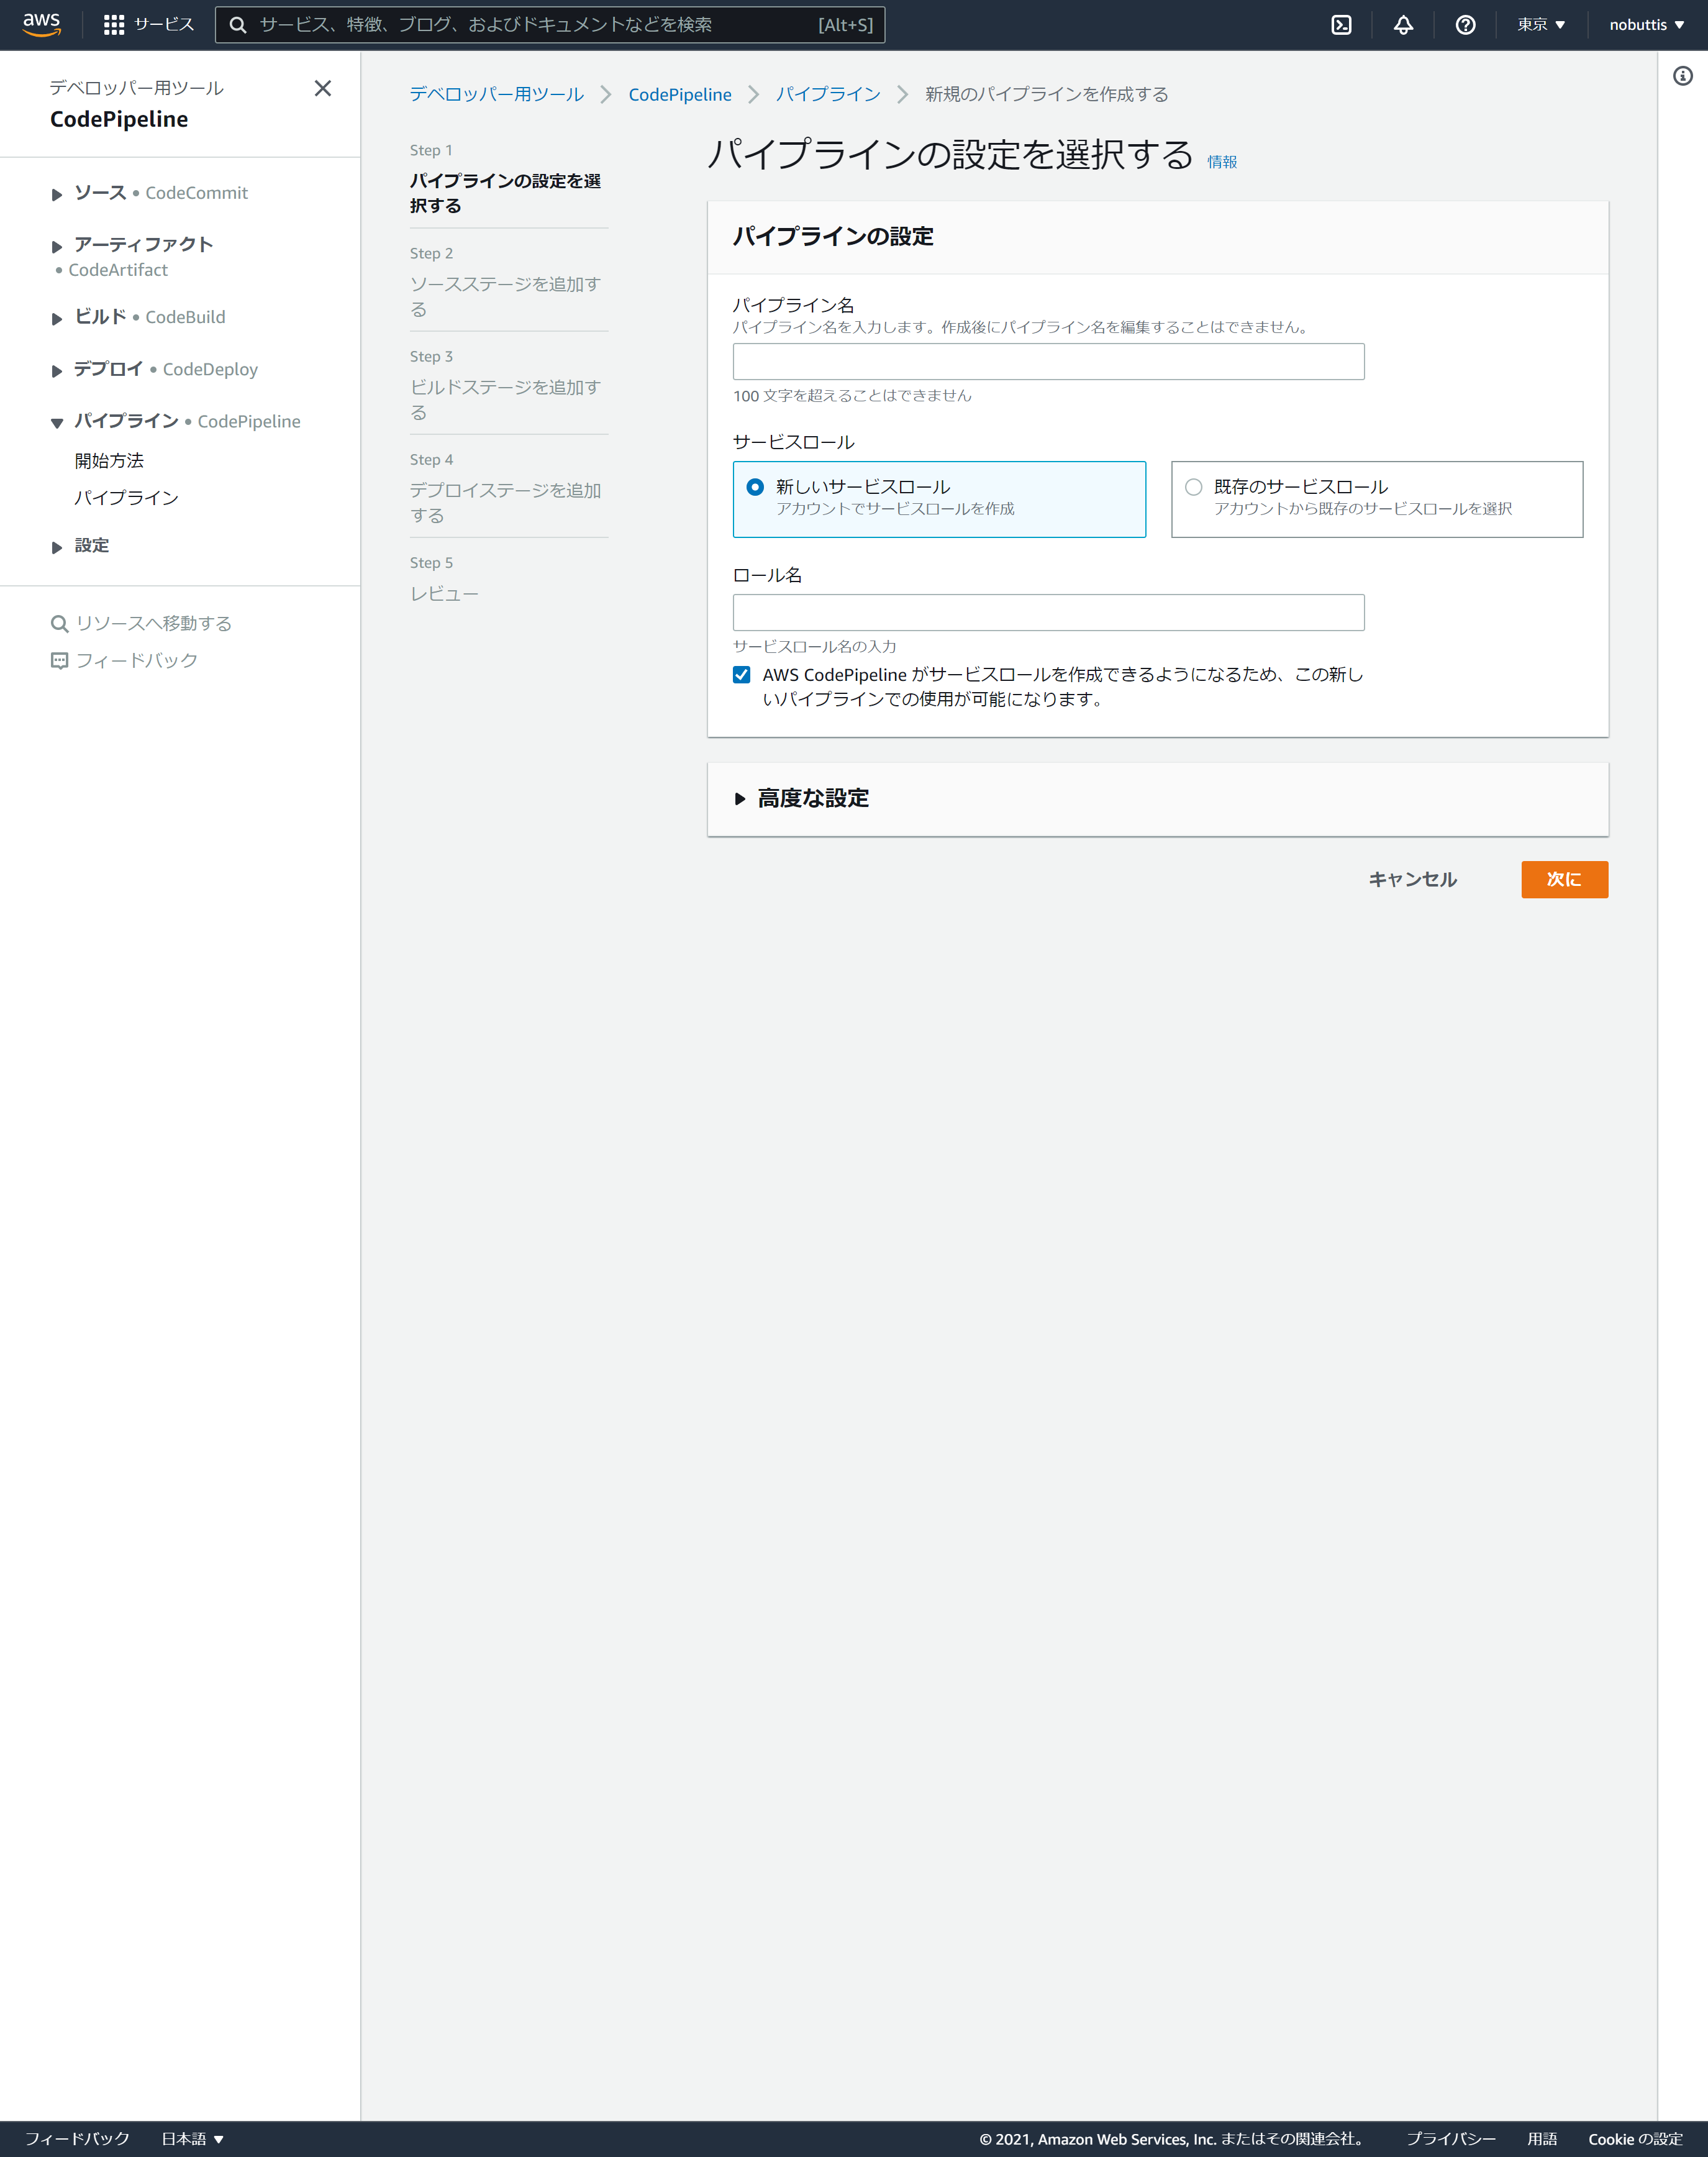 aws
サービス
サービス、特徴、ブログ、およびドキュメントなどを検索
[Alt+S]
東京
nobuttis
デベロッパー用ツール
CodePipeline
ソース • CodeCommit
アーティファクト
• CodeArtifact
ビルド • CodeBuild
デプロイ • CodeDeploy
パイプライン • CodePipeline
開始方法
パイプライン
設定
リソースへ移動する
フィードバック
デベロッパー用ツール
CodePipeline
パイプライン
新規のパイプラインを作成する
Step 1
パイプラインの設定を選
択する
Step 2
ソースステージを追加す
る
Step 3
ビルドステージを追加す
る
Step 4
デプロイステージを追加
する
Step 5
レビュー
パイプラインの設定を選択する 情報
パイプラインの設定
パイプライン名
パイプライン名を入力します。作成後にパイプライン名を編集することはできません。
100 文字を超えることはできません
サービスロール
新しいサービスロール
アカウントでサービスロールを作成
既存のサービスロール
アカウントから既存のサービスロールを選択
ロール名
サービスロール名の入力
AWS CodePipeline がサービスロールを作成できるようになるため、この新し
いパイプラインでの使用が可能になります。
高度な設定
キャンセル
次に
フィードバック
日本語
© 2021, Amazon Web Services, Inc. またはその関連会社。
プライバシー
用語
Cookie の設定